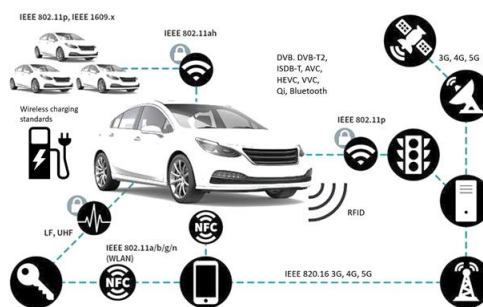 IEEE 802.11p, IEEE 1609.x
IEEE 802.11ah
DVB. DVB-T2,
ISDB-T, AVC,
HEVC, VVC,
Qi, Bluetooth
3G, 4G, 5G
Wireless charging
standards
IEEE 802.11p
RFID
LF, UHF
NFC
IEEE 802.11a/b/g/n
(WLAN)
NFC
IEEE 820.16 3G, 4G, 5G